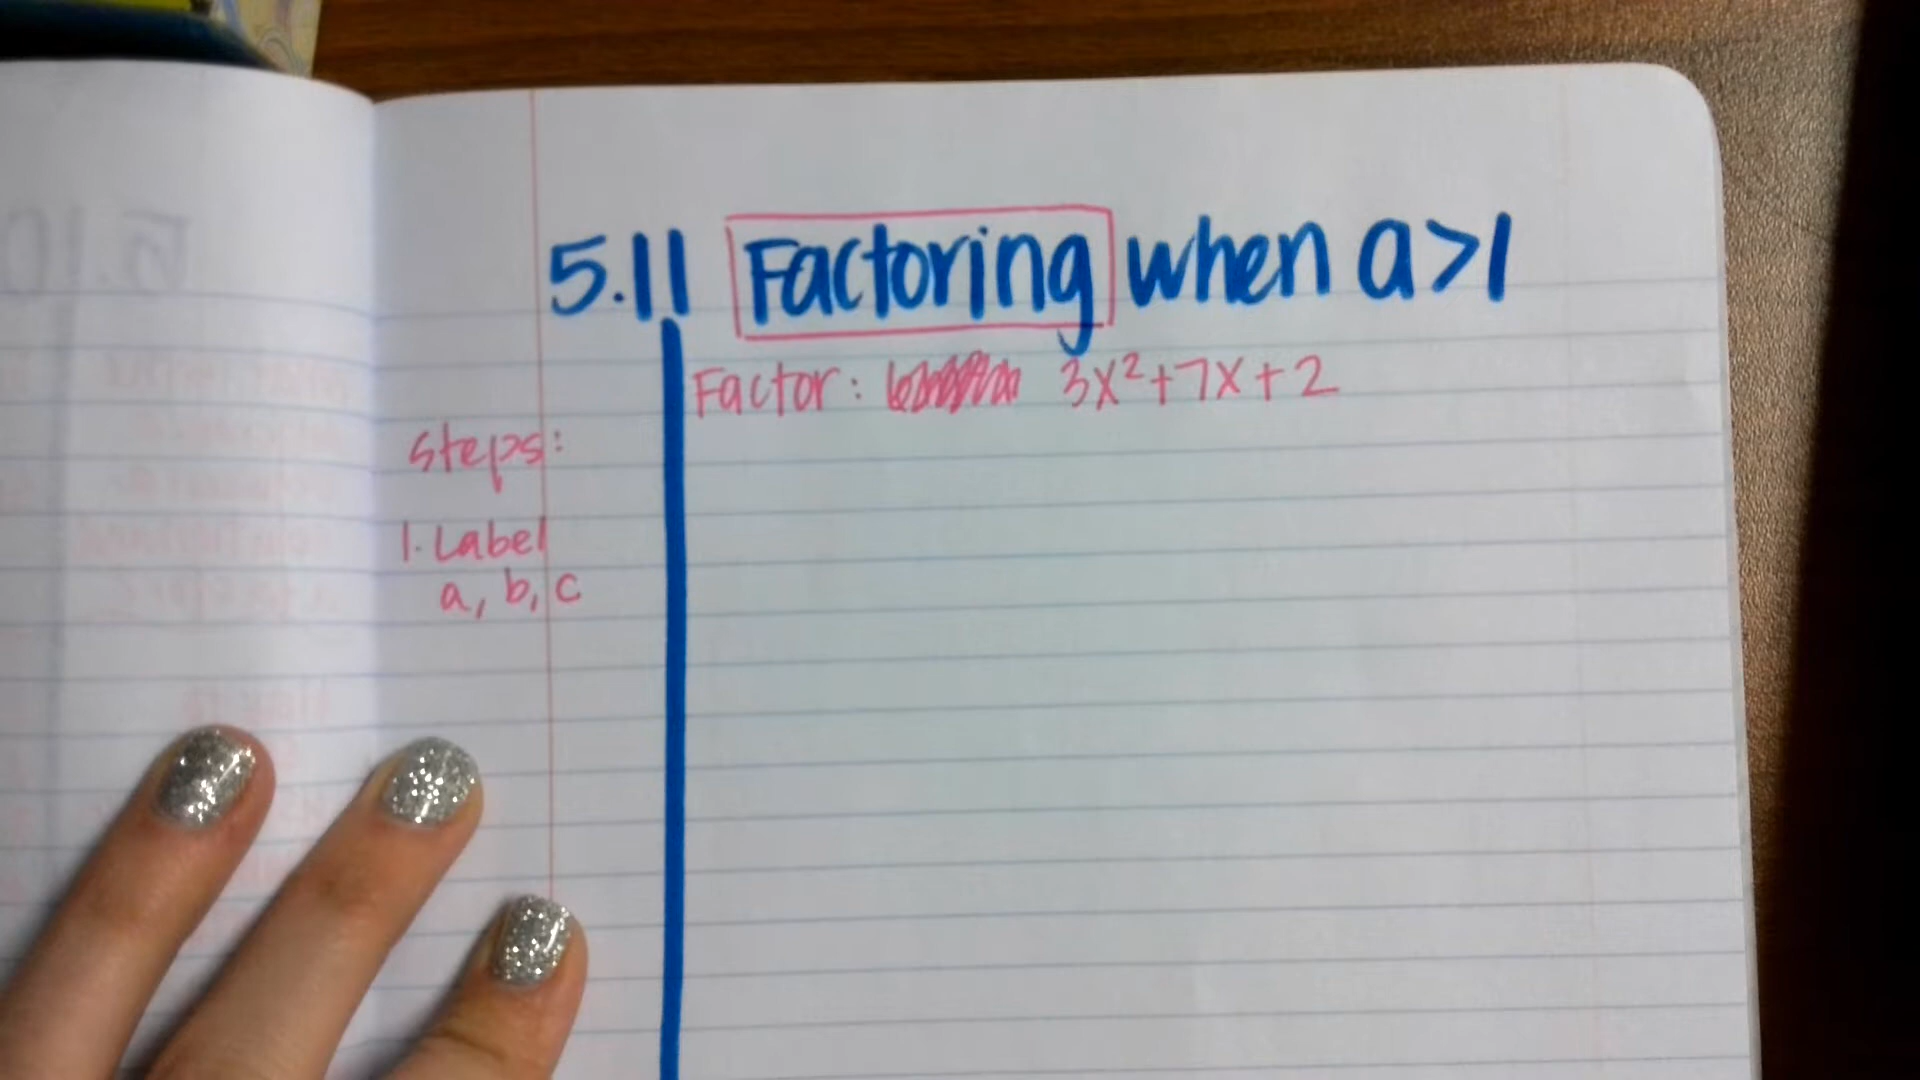 5.11 Factoring when a>1
Factor: 3x²+7x+2
Steps:
1. Label
a, b, c